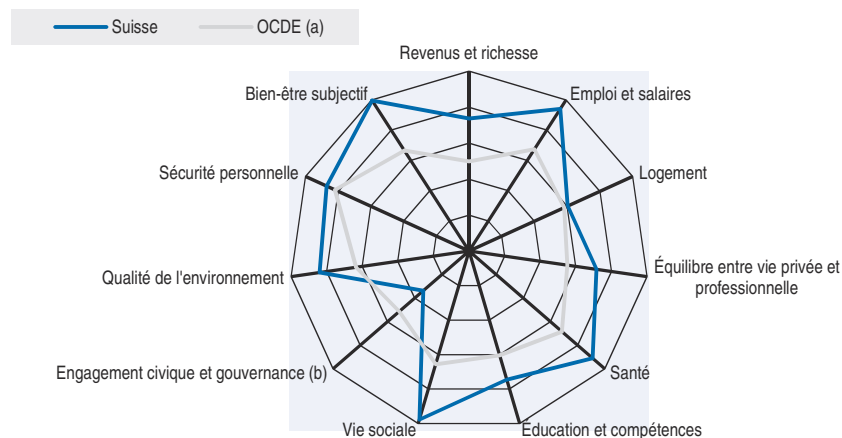 Suisse
OCDE (a)
Revenus et richesse
Emploi et salaires
Logement
Équilibre entre vie privée et
professionnelle
Santé
Éducation et compétences
Vie sociale
Engagement civique et gouvernance (b)
Qualité de l'environnement
Sécurité personnelle
Bien-être subjectif